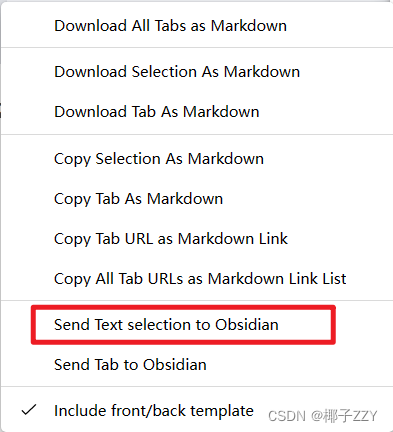 Download All Tabs as Markdown
Download Selection As Markdown
Download Tab As Markdown
Copy Selection As Markdown
Copy Tab As Markdown
Copy Tab URL as Markdown Link
Copy All Tab URLs as Markdown Link List
Send Text selection to Obsidian
Send Tab to Obsidian
Include front/back template
CSDN @椰子ZZY